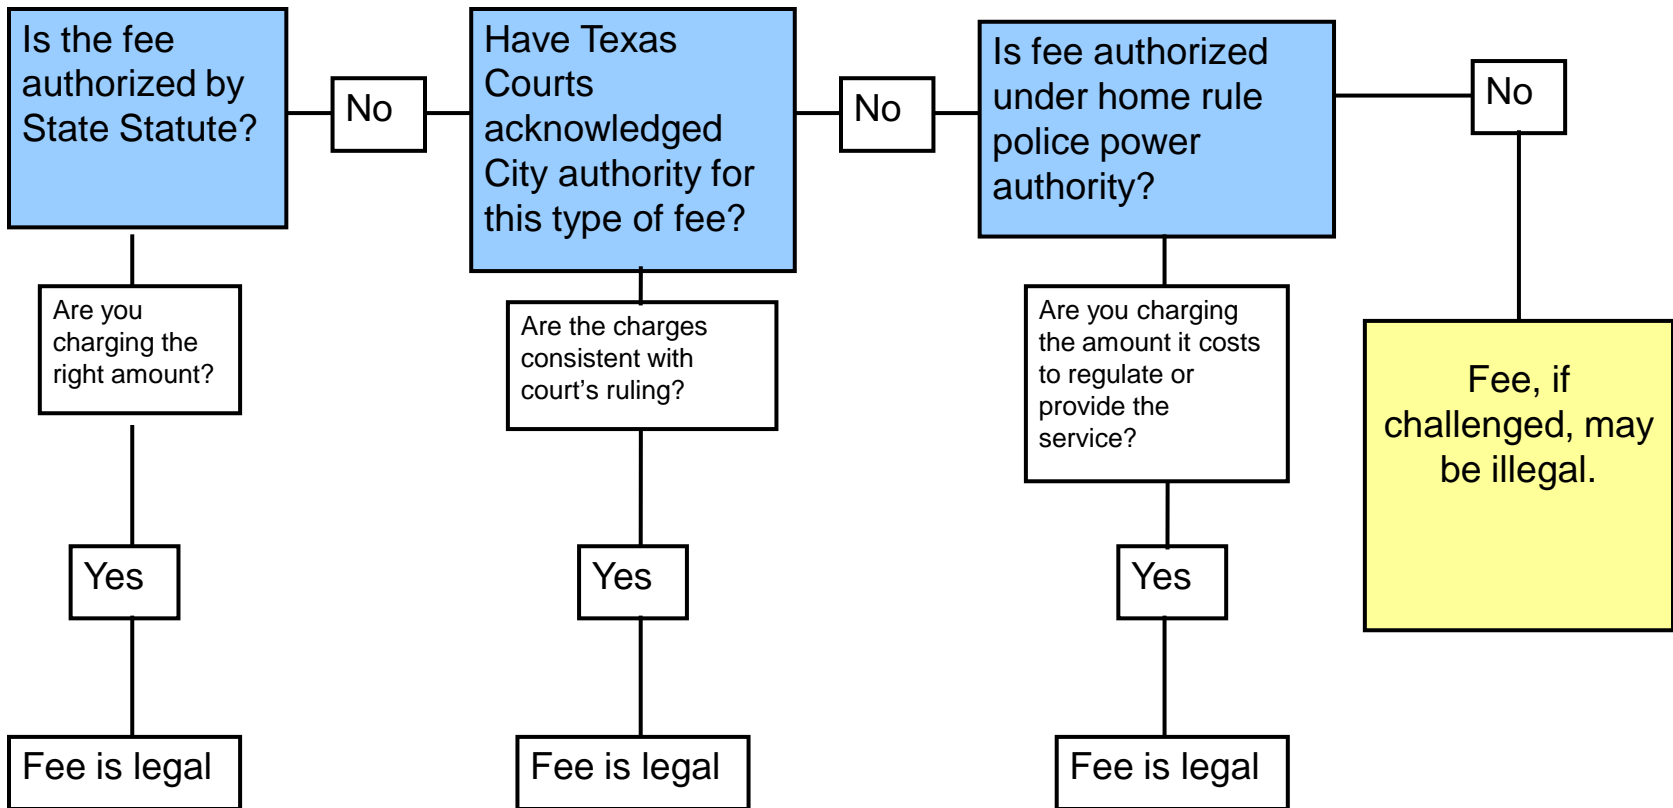 Is the fee
authorized by
State Statute?
No
Have Texas
Courts
acknowledged
City authority for
this type of fee?
No
Is fee authorized
under home rule
police power
authority?
No
Are you
charging the
right amount?
Are the charges
consistent with
court’s ruling?
Are you charging
the amount it costs
to regulate or
provide the
service?
Fee, if
challenged, may
be illegal.
Yes
Yes
Yes
Fee is legal
Fee is legal
Fee is legal